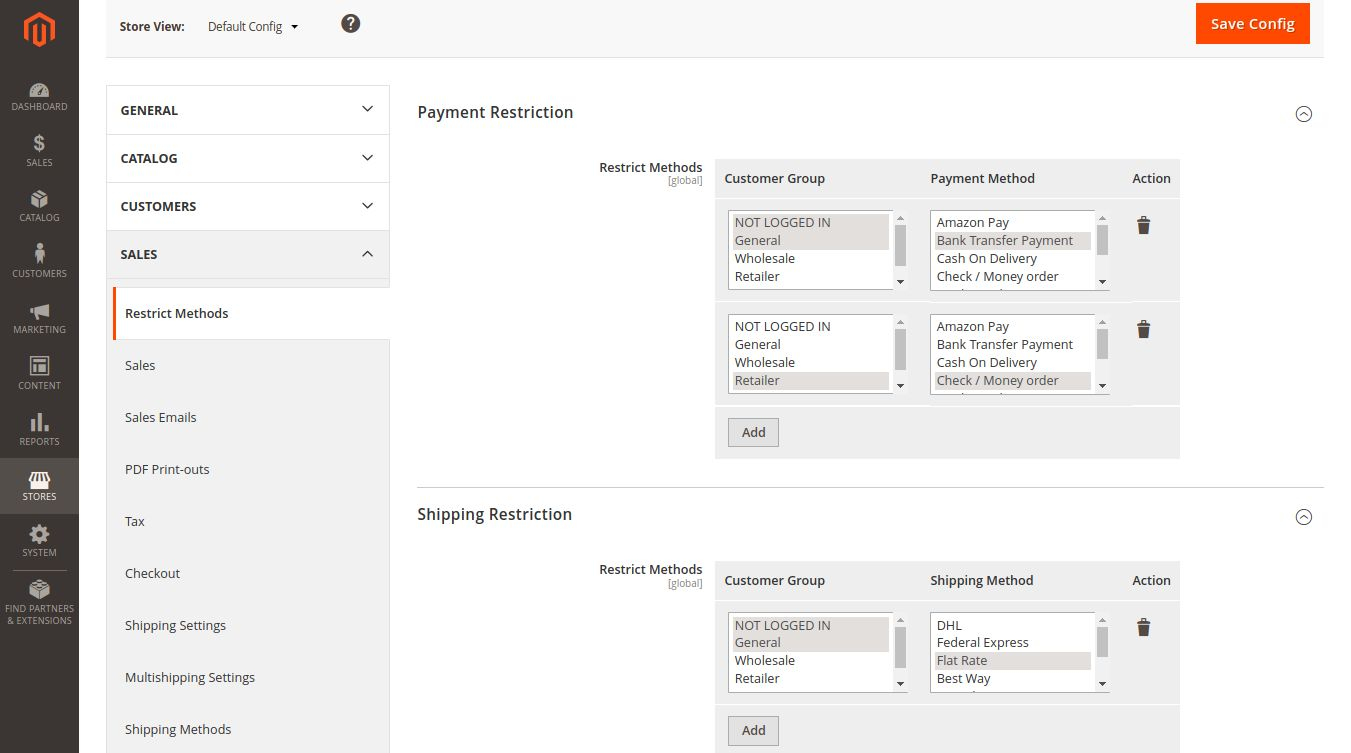 Store View: Default Config ?
Save Config
DASHBOARD
$
SALES
CATALOG
CUSTOMERS
MARKETING
CONTENT
REPORTS
STORES
SYSTEM
FIND PARTNERS
& EXTENSIONS
GENERAL
CATALOG
CUSTOMERS
SALES
Restrict Methods
Sales
Sales Emails
PDF Print-outs
Tax
Checkout
Shipping Settings
Multishipping Settings
Shipping Methods
Payment Restriction
Restrict Methods
[global]
Customer Group Payment Method Action
NOT LOGGED IN
General
Wholesale
Retailer
Amazon Pay
Bank Transfer Payment
Cash On Delivery
Check / Money order
NOT LOGGED IN
General
Wholesale
Retailer
Amazon Pay
Bank Transfer Payment
Cash On Delivery
Check / Money order
Add
Shipping Restriction
Restrict Methods
[global]
Customer Group Shipping Method Action
NOT LOGGED IN
General
Wholesale
Retailer
DHL
Federal Express
Flat Rate
Best Way
Add